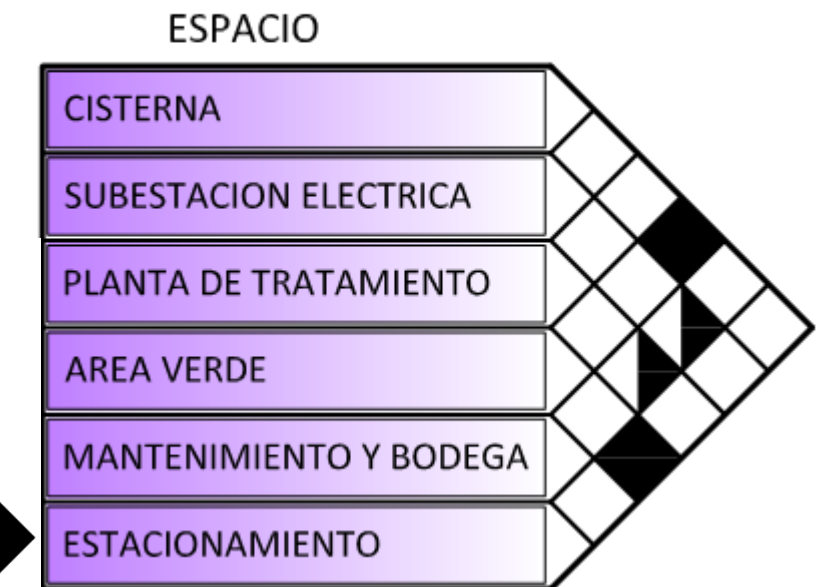 ESPACIO
CISTERNA
SUBESTACION ELECTRICA
PLANTA DE TRATAMIENTO
AREA VERDE
MANTENIMIENTO Y BODEGA
ESTACIONAMIENTO